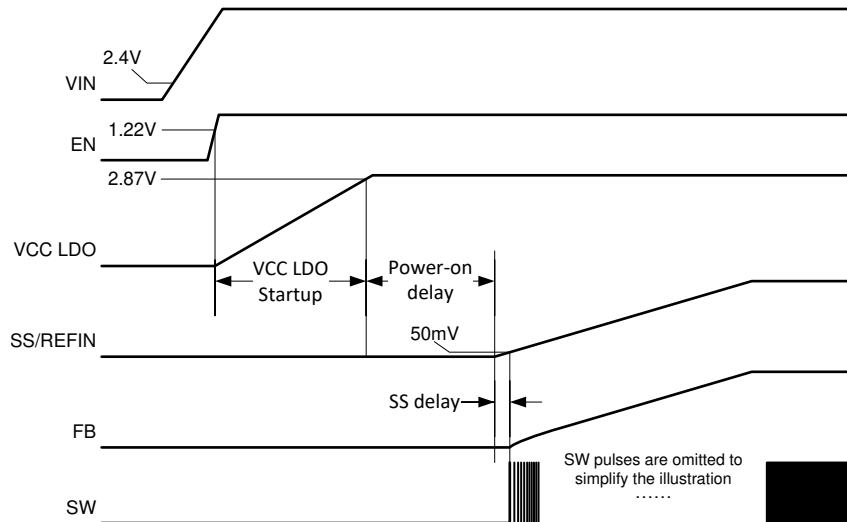 2.4V
VIN
1.22V
EN
2.87V
VCC LDO
VCC LDO
Startup
Power-on
delay
50mV
SS/REFIN
SS delay
FB
SW pulses are omitted to
simplify the illustration
......
SW